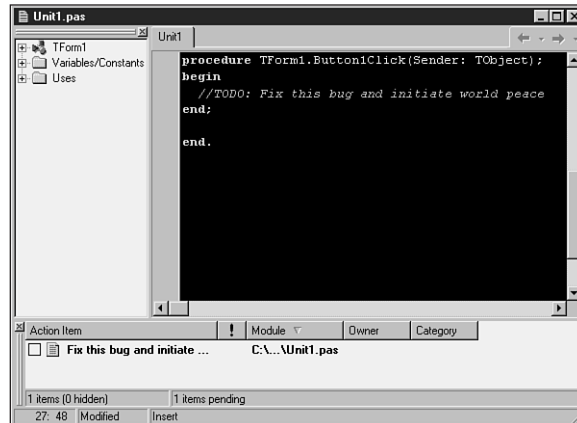 Unit1.pas
TForm1
Variables/Constants
Uses
Unit1
procedure TForm1.Button1Click(Sender: TObject);
begin
//TODO: Fix this bug and initiate world peace
end;
end.
Action Item ! Module Owner Category
Fix this bug and initiate ... C:\...\Unit1.pas
1 items (0 hidden) 1 items pending
27: 48 Modified Insert